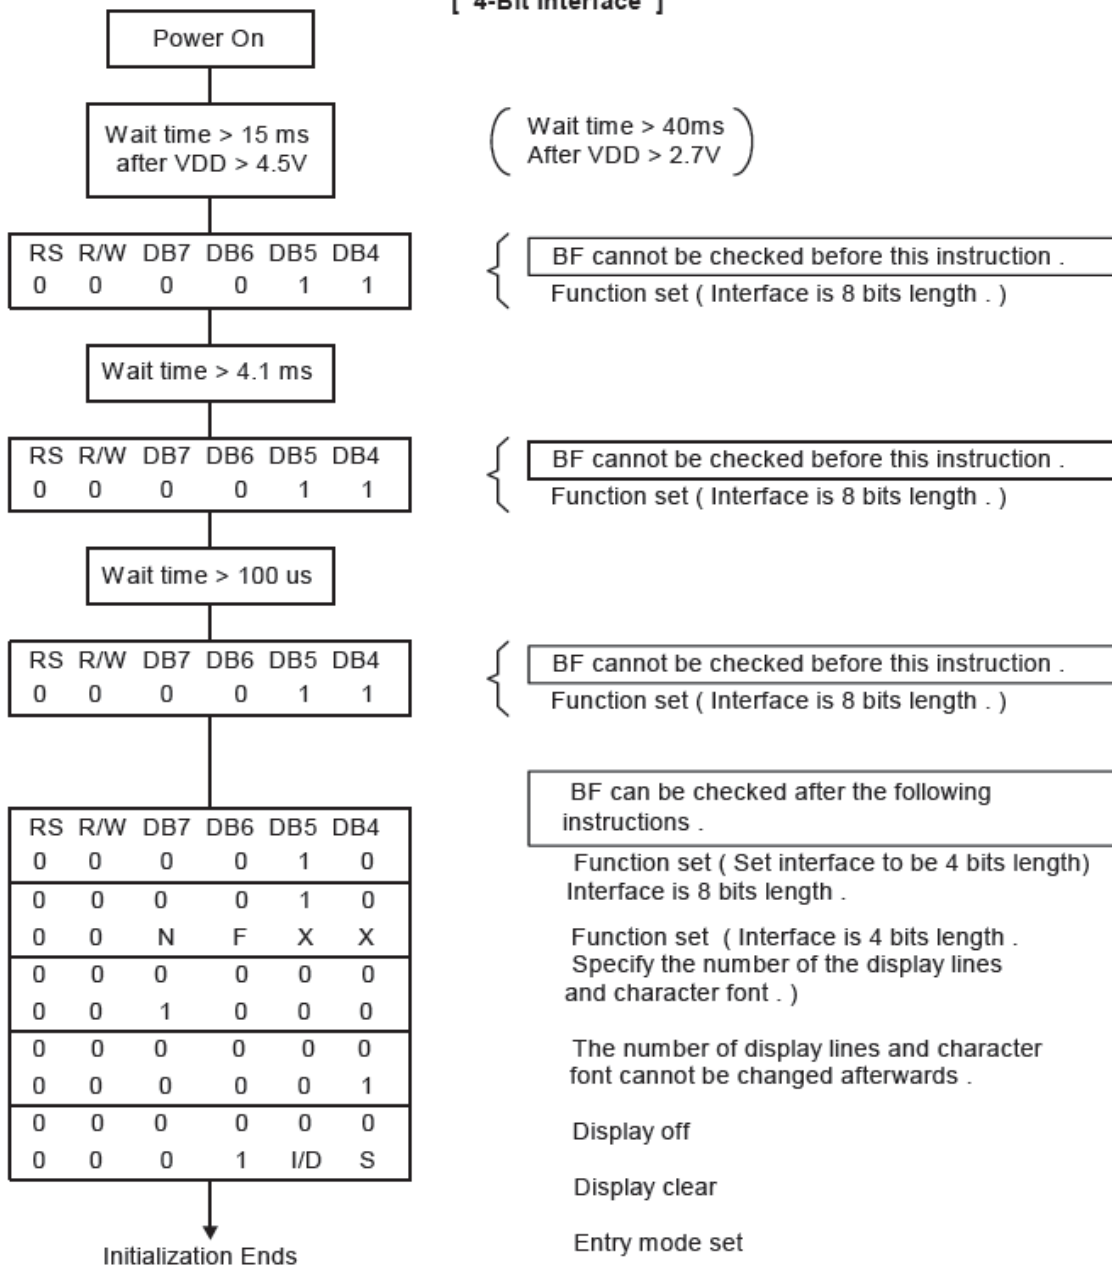 [ 4-Bit Interface ]
Power On
Wait time > 15 ms
after VDD > 4.5V
Wait time > 40ms
After VDD > 2.7V
RS R/W DB7 DB6 DB5 DB4
0 0 0 0 1 1
BF cannot be checked before this instruction .
Function set ( Interface is 8 bits length . )
Wait time > 4.1 ms
RS R/W DB7 DB6 DB5 DB4
0 0 0 0 1 1
BF cannot be checked before this instruction .
Function set ( Interface is 8 bits length . )
Wait time > 100 us
RS R/W DB7 DB6 DB5 DB4
0 0 0 0 1 1
BF cannot be checked before this instruction .
Function set ( Interface is 8 bits length . )
RS R/W DB7 DB6 DB5 DB4
0 0 0 0 1 0
0 0 0 0 1 0
0 0 N F X X
0 0 0 0 0 0
0 0 1 0 0 0
0 0 0 0 0 0
0 0 0 0 0 1
0 0 0 0 0 0
0 0 0 1 I/D S
Initialization Ends
BF can be checked after the following
instructions .
Function set ( Set interface to be 4 bits length)
Interface is 8 bits length .
Function set ( Interface is 4 bits length .
Specify the number of the display lines
and character font . )
The number of display lines and character
font cannot be changed afterwards .
Display off
Display clear
Entry mode set